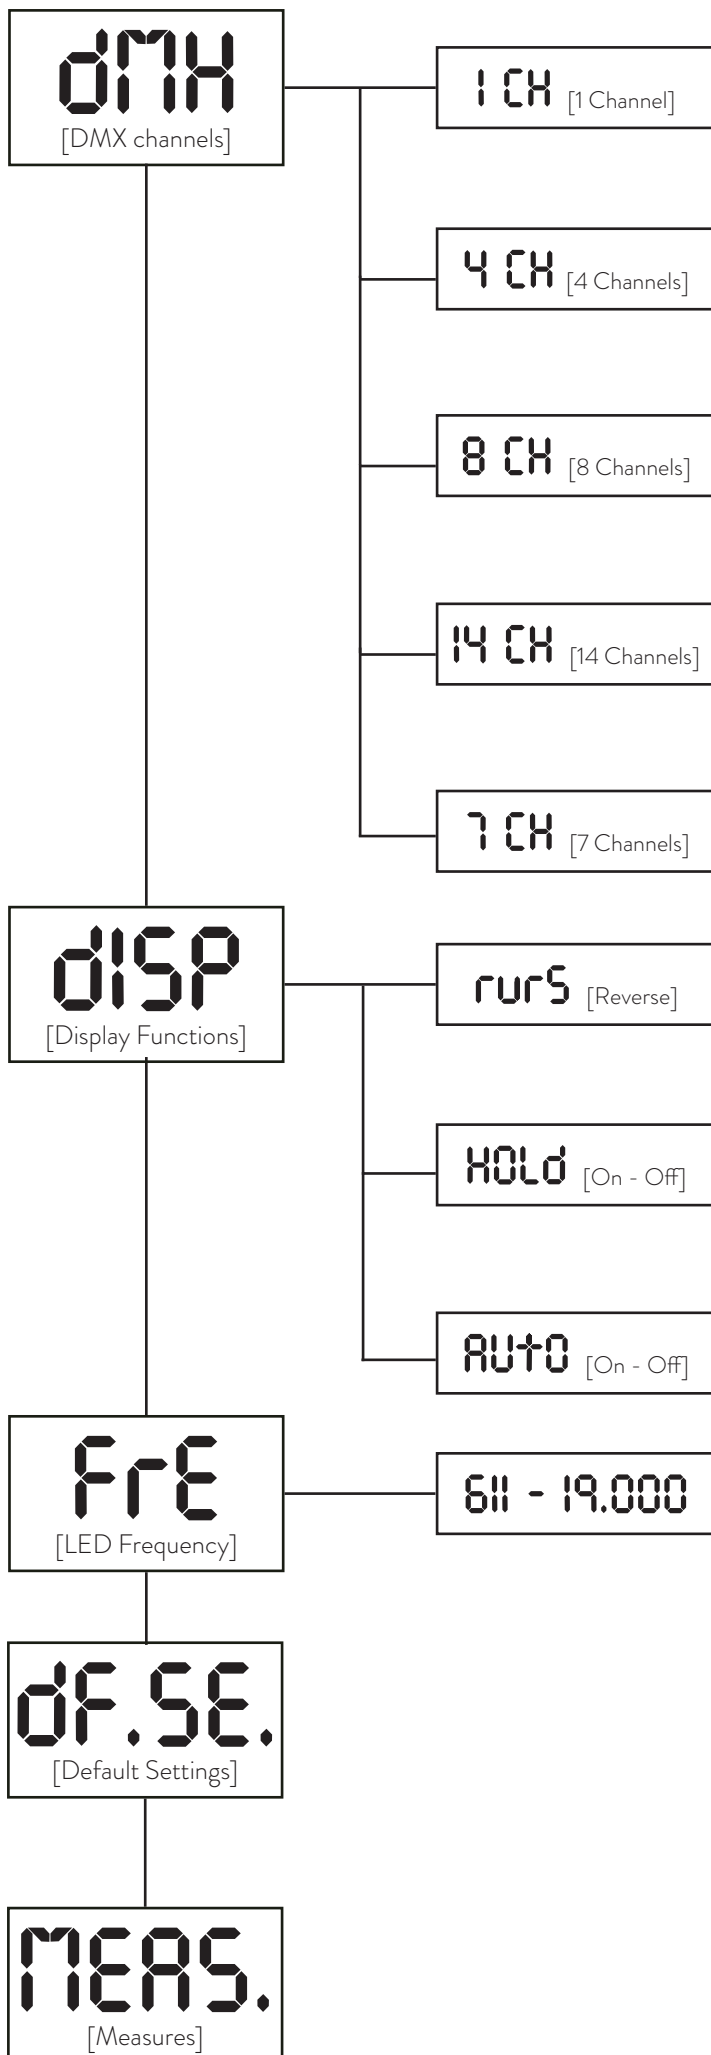 dMX
[DMX channels]
1 CH [1 Channel]
4 CH [4 Channels]
8 CH [8 Channels]
14 CH [14 Channels]
7 CH [7 Channels]
dISP
[Display Functions]
rurS [Reverse]
HOLd [On - Off]
AUtO [On - Off]
FrE
[LED Frequency]
611 - 19.000
dF.SE.
[Default Settings]
MEAS.
[Measures]